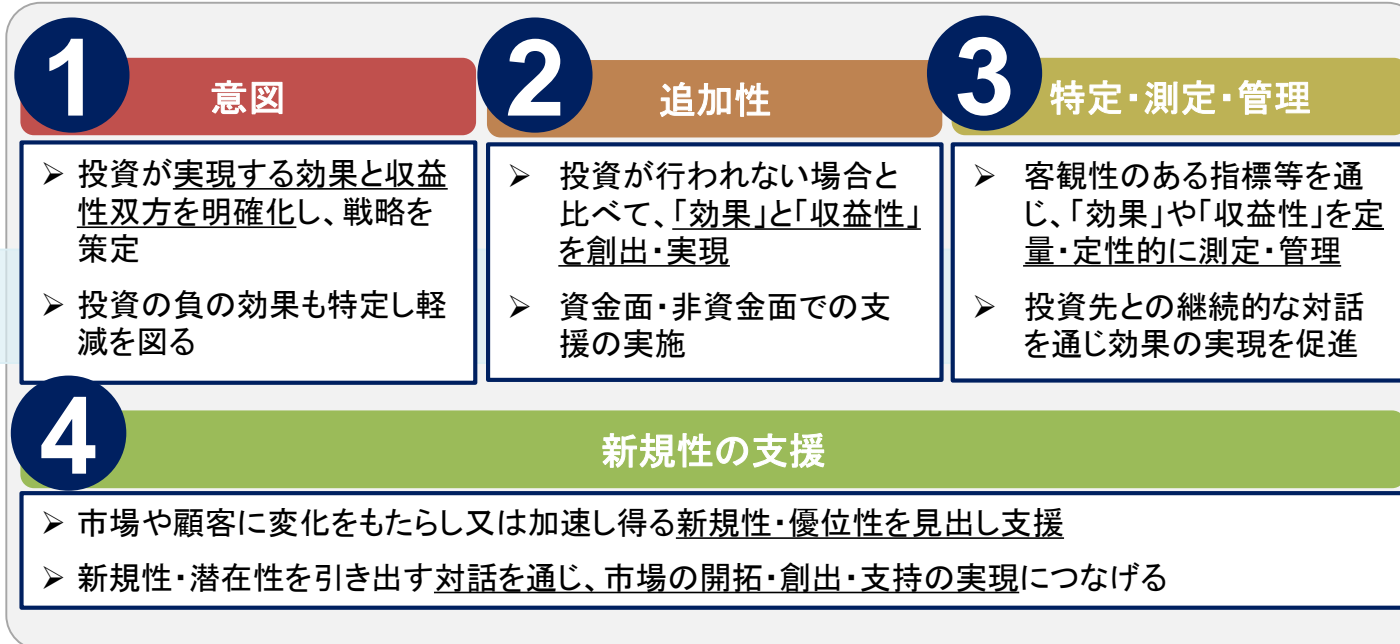 1
意図
➢ 投資が実現する効果と収益
性双方を明確化し、戦略を
策定
➢ 投資の負の効果も特定し軽
減を図る
2
追加性
➢ 投資が行われない場合と
比べて、「効果」と「収益性」
を創出・実現
➢ 資金面・非資金面での支
援の実施
3
特定・測定・管理
➢ 客観性のある指標等を通
じ、「効果」や「収益性」を定
量・定性的に測定・管理
➢ 投資先との継続的な対話
を通じ効果の実現を促進
4
新規性の支援
➢ 市場や顧客に変化をもたらし又は加速し得る新規性・優位性を見出し支援
➢ 新規性・潜在性を引き出す対話を通じ、市場の開拓・創出・支持の実現につなげる